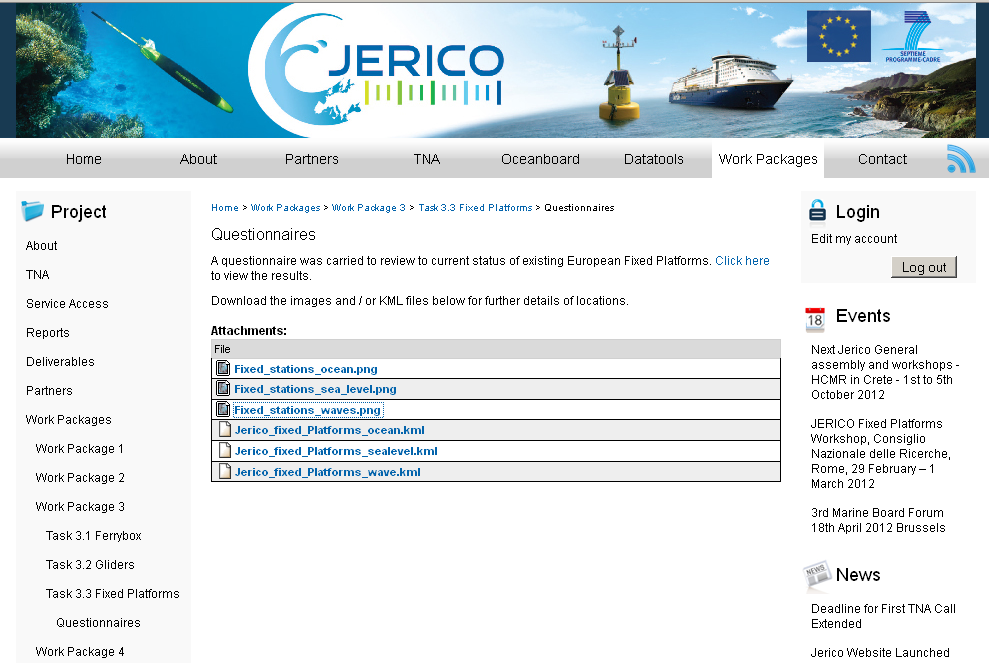 JERICO
SEPTIEME
PROGRAMME-CADRE
Home
About
Partners
TNA
Oceanboard
Datatools
Work Packages
Contact
Project
About
TNA
Service Access
Reports
Deliverables
Partners
Work Packages
Work Package 1
Work Package 2
Work Package 3
Task 3.1 Ferrybox
Task 3.2 Gliders
Task 3.3 Fixed Platforms
Questionnaires
Work Package 4
Home > Work Packages > Work Package 3 > Task 3.3 Fixed Platforms > Questionnaires
Questionnaires
A questionnaire was carried to review to current status of existing European Fixed Platforms. Click here
to view the results.
Download the images and / or KML files below for further details of locations.
Attachments:
File
Fixed_stations_ocean.png
Fixed_stations_sea_level.png
Fixed_stations_waves.png
Jerico_fixed_Platforms_ocean.kml
Jerico_fixed_Platforms_sealevel.kml
Jerico_fixed_Platforms_wave.kml
Login
Edit my account
Log out
18
Events
Next Jerico General
assembly and workshops -
HCMR in Crete - 1st to 5th
October 2012
JERICO Fixed Platforms
Workshop, Consiglio
Nazionale delle Ricerche,
Rome, 29 February – 1
March 2012
3rd Marine Board Forum
18th April 2012 Brussels
NEWS
News
Deadline for First TNA Call
Extended
Jerico Website Launched